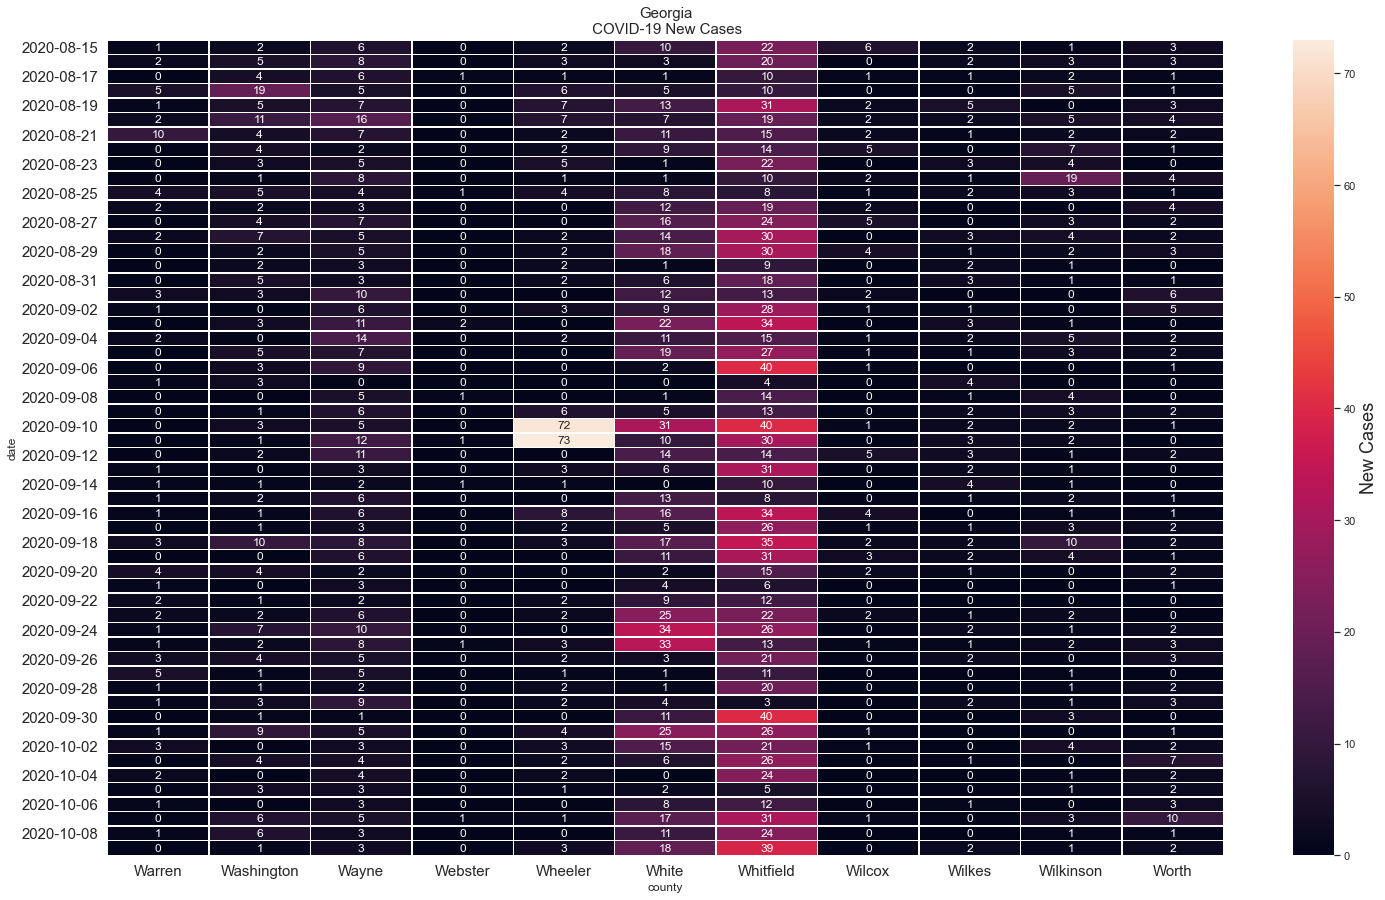 Georgia
COVID-19 New Cases
2020-08-15 1 2 6 0 2 10 22 6 2 1 3
2 5 8 0 3 3 20 0 2 3 3
2020-08-17 0 4 6 1 1 1 10 1 1 2 1
5 19 5 0 6 5 10 0 0 5 1
2020-08-19 1 5 7 0 7 13 31 2 5 0 3
2 11 16 0 7 7 19 2 2 5 4
2020-08-21 10 4 7 0 2 11 15 2 1 2 2
0 4 2 0 2 9 14 5 0 7 1
2020-08-23 0 3 5 0 5 1 22 0 3 4 0
0 1 8 0 1 1 10 2 1 19 4
2020-08-25 4 5 4 1 4 8 8 1 2 3 1
2 2 3 0 0 12 19 2 0 0 4
2020-08-27 0 4 7 0 0 16 24 5 0 3 2
2 7 5 0 2 14 30 0 3 4 2
2020-08-29 0 2 5 0 2 18 30 4 1 2 3
0 2 3 0 2 1 9 0 2 1 0
2020-08-31 0 5 3 0 2 6 18 0 3 1 1
3 3 10 0 0 12 13 2 0 0 6
2020-09-02 1 0 6 0 3 9 28 1 1 0 5
0 3 11 2 0 22 34 0 3 1 0
2020-09-04 2 0 14 0 2 11 15 1 2 5 2
0 5 7 0 0 19 27 1 1 3 2
2020-09-06 0 3 9 0 0 2 40 1 0 0 1
1 3 0 0 0 0 4 0 4 0 0
2020-09-08 0 0 5 1 0 1 14 0 1 4 0
0 1 6 0 6 5 13 0 2 3 2
2020-09-10 0 3 5 0 72 31 40 1 2 2 1
0 1 12 1 73 10 30 0 3 2 0
2020-09-12 0 2 11 0 0 14 14 5 3 1 2
1 0 3 0 3 6 31 0 2 1 0
2020-09-14 1 1 2 1 1 0 10 0 4 1 0
1 2 6 0 0 13 8 0 1 2 1
2020-09-16 1 1 6 0 8 16 34 4 0 1 1
0 1 3 0 2 5 26 1 1 3 2
2020-09-18 3 10 8 0 3 17 35 2 2 10 2
0 0 6 0 0 11 31 3 2 4 1
2020-09-20 4 4 2 0 0 2 15 2 1 0 2
1 0 3 0 0 4 6 0 0 0 1
2020-09-22 2 1 2 0 2 9 12 0 0 0 0
2 2 6 0 2 25 22 2 1 2 0
2020-09-24 1 7 10 0 0 34 26 0 2 1 2
1 2 8 1 3 33 13 1 1 2 3
2020-09-26 3 4 5 0 2 3 21 0 2 0 3
5 1 5 0 1 1 11 0 0 1 0
2020-09-28 1 1 2 0 2 1 20 0 0 1 2
1 3 9 0 2 4 3 0 2 1 3
2020-09-30 0 1 1 0 0 11 40 0 0 3 0
1 9 5 0 4 25 26 1 0 0 1
2020-10-02 3 0 3 0 3 15 21 1 0 4 2
0 4 4 0 2 6 26 0 1 0 7
2020-10-04 2 0 4 0 2 0 24 0 0 1 2
0 3 3 0 1 2 5 0 0 1 2
2020-10-06 1 0 3 0 0 8 12 0 1 0 3
0 6 5 1 1 17 31 1 0 3 10
2020-10-08 1 6 3 0 0 11 24 0 0 1 1
0 1 3 0 3 18 39 0 2 1 2
Warren Washington Wayne Webster Wheeler White Whitfield Wilcox Wilkes Wilkinson Worth
county
date
70
60
50
40
30
20
10
0
New Cases